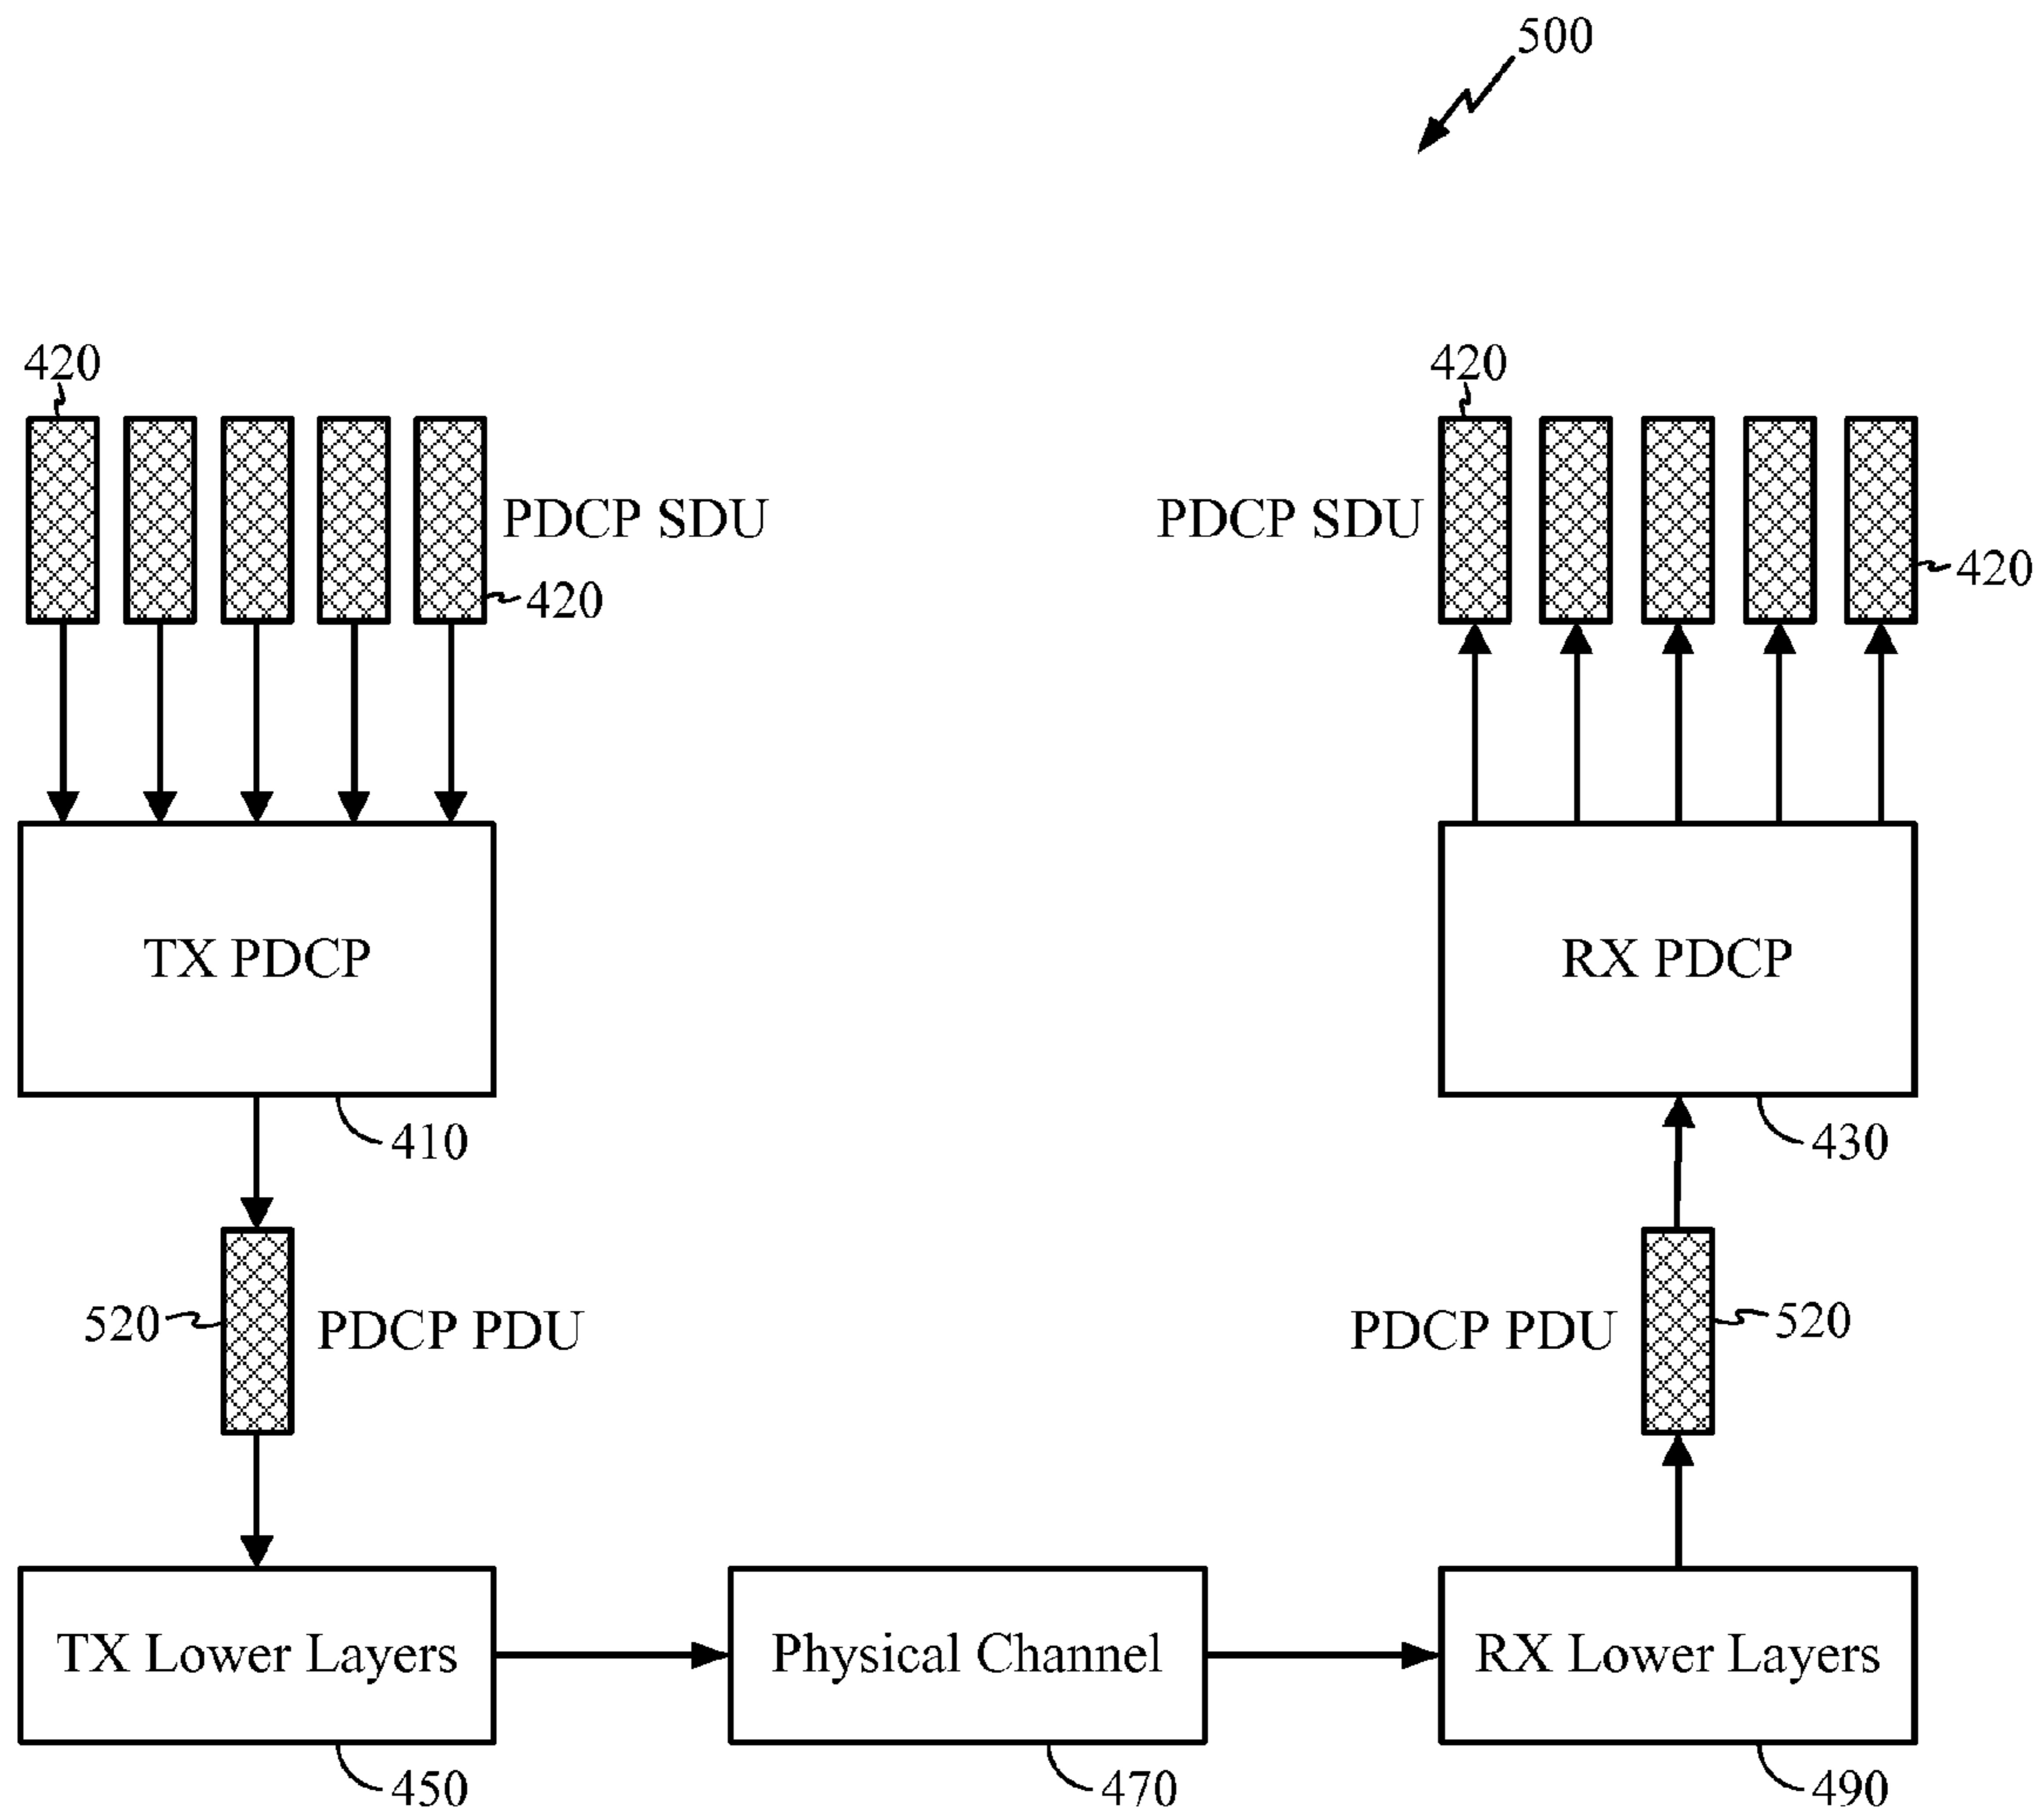 500
420
420
PDCP SDU
PDCP SDU
420
420
TX PDCP
RX PDCP
410
430
520
PDCP PDU
PDCP PDU
520
TX Lower Layers
Physical Channel
RX Lower Layers
450
470
490